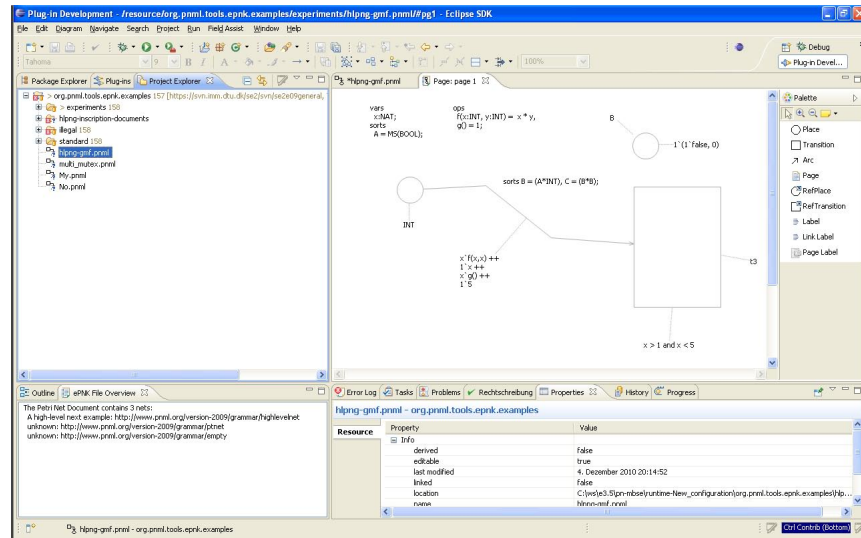 Plug-in Development - /resource/org.pnml.tools.epnk.examples/experiments/hlpng-gmf.pnml/#pg1 - Eclipse SDK
File Edit Diagram Navigate Search Project Run Field Assist Window Help
Debug
Tahoma 9 100% Plug-in Devel...
Package Explorer Plug-ins Project Explorer
> org.pnml.tools.epnk.examples 157 [https://svn.imm.dtu.dk/se2/svn/se2e09general,
> experiments 158
hlpng-inscription-documents
illegal 158
standard 158
hlpng-gmf.pnml
multi_mutex.pnml
My.pnml
No.pnml
*hlpng-gmf.pnml Page: page 1
vars
x:NAT;
sorts
A = MS(BOOL);
ops
f(x:INT, y:INT) = x * y,
g() = 1;
B
1`(1`false, 0)
sorts B = (A*INT), C = (B*B);
INT
x`f(x,x) ++
1`x ++
x`g() ++
1`5
t3
x > 1 and x < 5
Palette
Place
Transition
Arc
Page
RefPlace
RefTransition
Label
Link Label
Page Label
Outline ePNK File Overview
The Petri Net Document contains 3 nets:
A high-level next example: http://www.pnml.org/version-2009/grammar/highlevelnet
unknown: http://www.pnml.org/version-2009/grammar/ptnet
unknown: http://www.pnml.org/version-2009/grammar/empty
Error Log Tasks Problems Rechtschreibung Properties History Progress
hlpng-gmf.pnml - org.pnml.tools.epnk.examples
Resource
Property Value
Info
derived false
editable true
last modified 4. Dezember 2010 20:14:52
linked false
location C:\ws\e3.5\pn-mbse\runtime-New_configuration\org.pnml.tools.epnk.examples\hlp...
name hlpng-gmf.pnml
hlpng-gmf.pnml - org.pnml.tools.epnk.examples
Ctrl Contrib (Bottom)